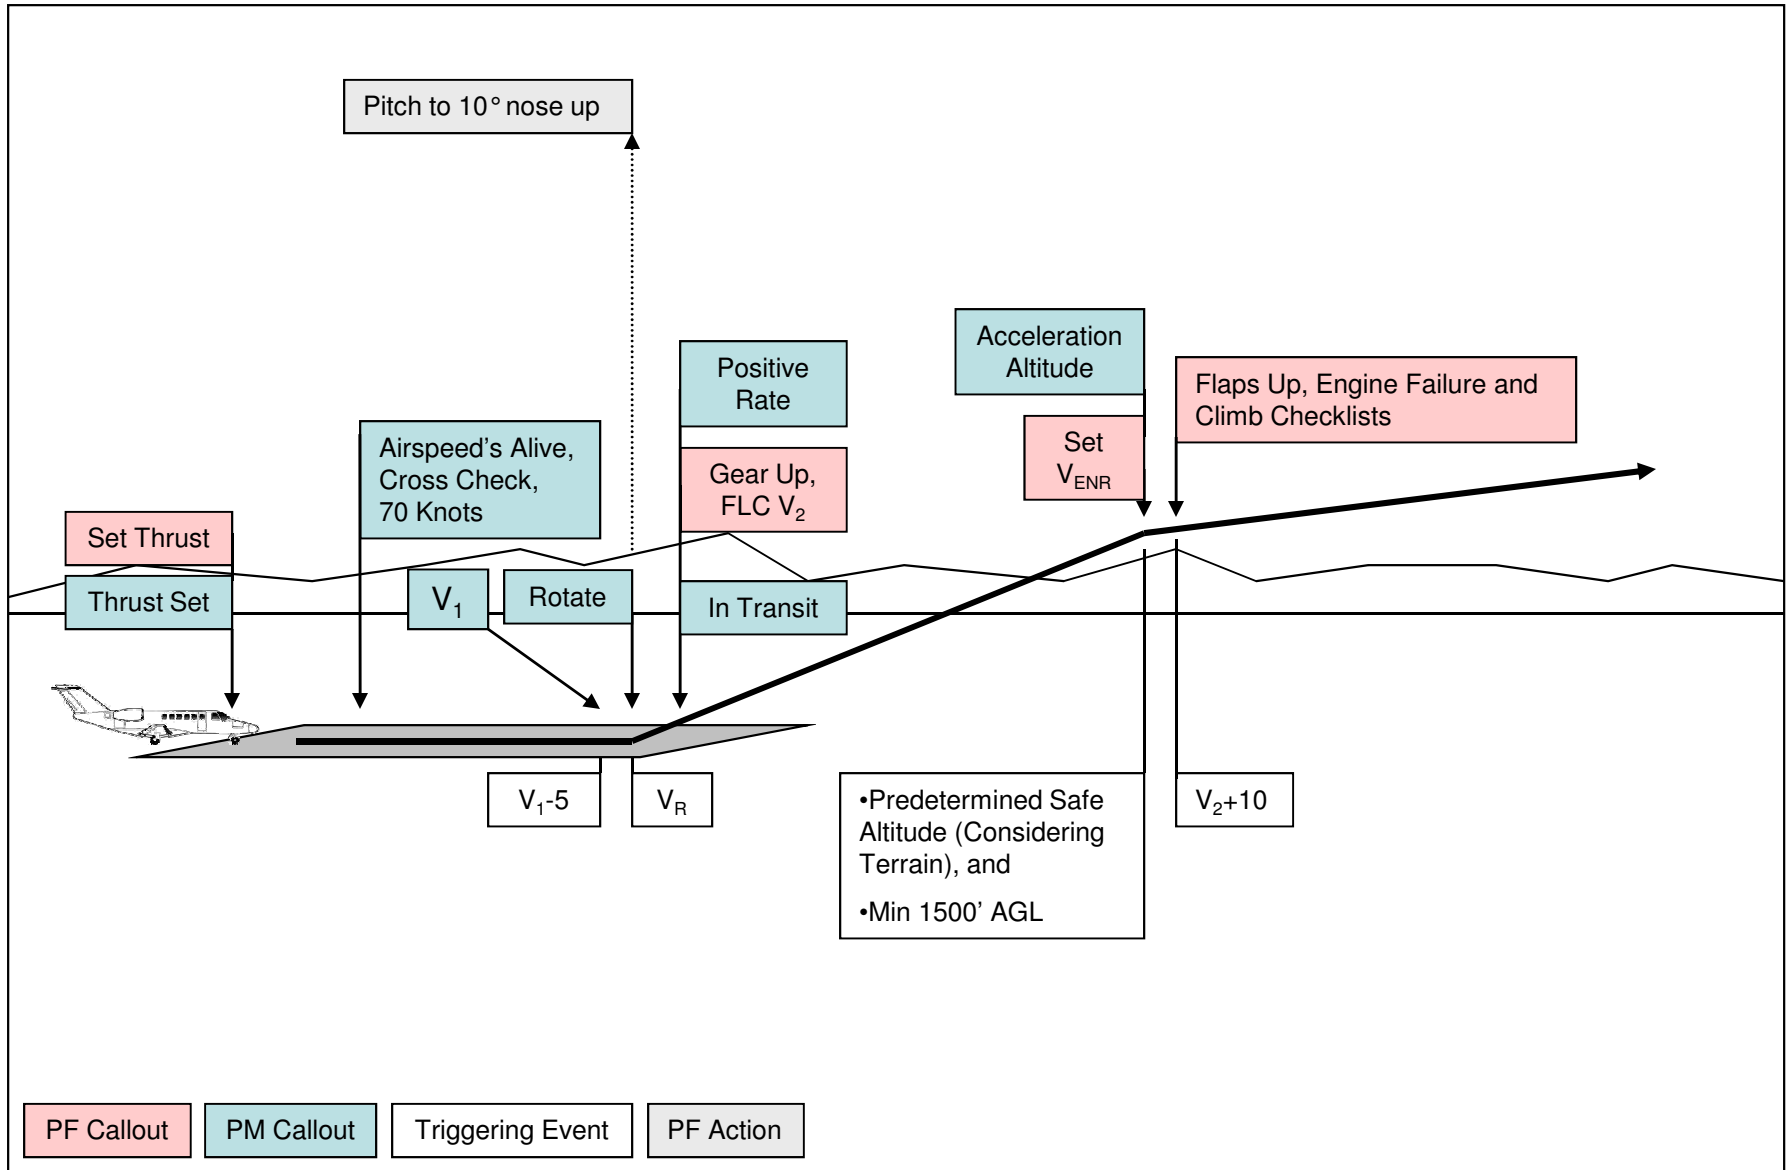 Pitch to 10° nose up
Acceleration
Altitude
Positive
Rate
Flaps Up, Engine Failure and
Climb Checklists
Airspeed's Alive,
Cross Check,
70 Knots
Set
V_ENR
Gear Up,
FLC V₂
Set Thrust
Thrust Set
V₁
Rotate
In Transit
V₁-5
V_R
•Predetermined Safe
Altitude (Considering
Terrain), and
•Min 1500’ AGL
V₂+10
PF Callout
PM Callout
Triggering Event
PF Action